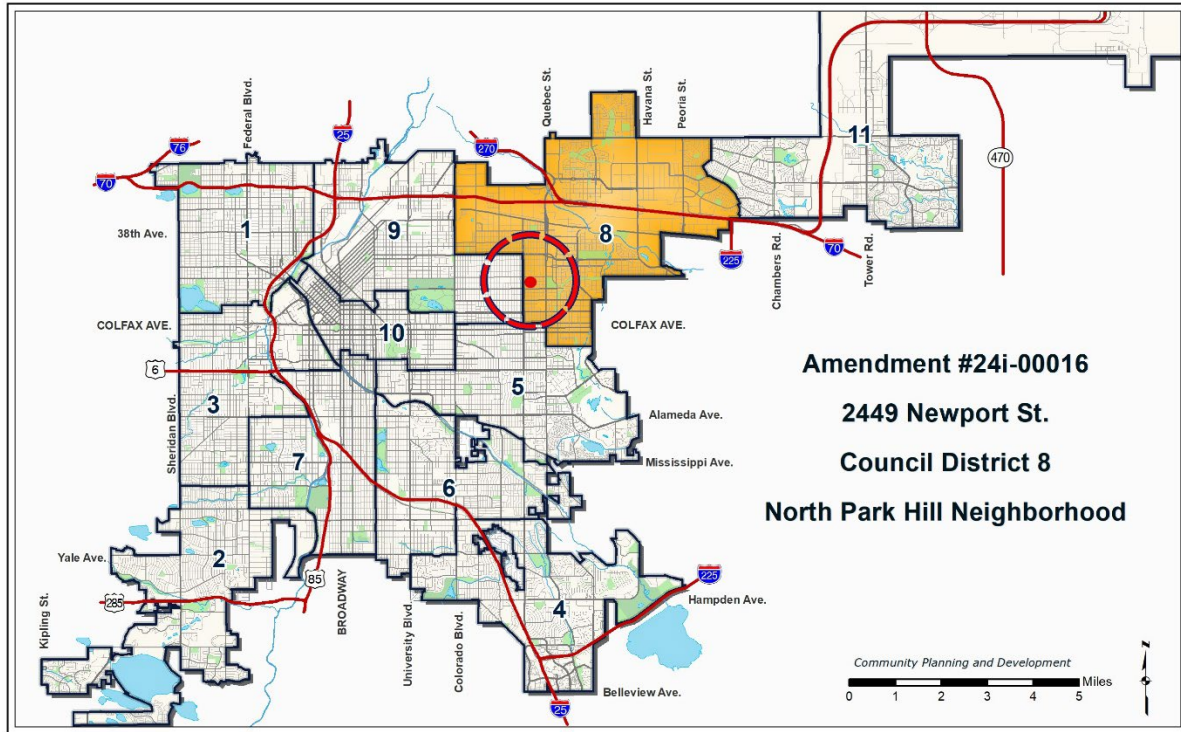 Federal Blvd.
Quebec St.
Havana St.
Peoria St.
76
25
270
70
11
470
38th Ave.
1
9
8
225
70
Chambers Rd.
Tower Rd.
COLFAX AVE.
10
COLFAX AVE.
6
3
5
Sheridan Blvd.
Alameda Ave.
7
Mississippi Ave.
6
Amendment #24i-00016
2449 Newport St.
Council District 8
North Park Hill Neighborhood
Yale Ave.
2
85
225
285
4
Hampden Ave.
Kipling St.
BROADWAY
University Blvd.
Colorado Blvd.
Belleview Ave.
25
Community Planning and Development
Miles
0 1 2 3 4 5
N